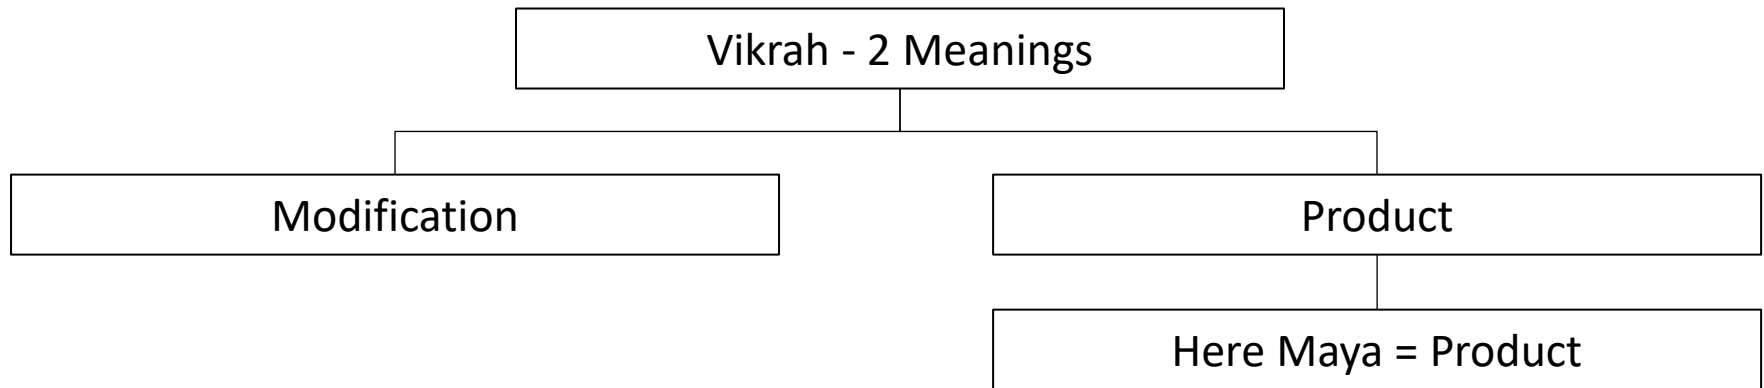 Vikrah - 2 Meanings
Modification
Product
Here Maya = Product